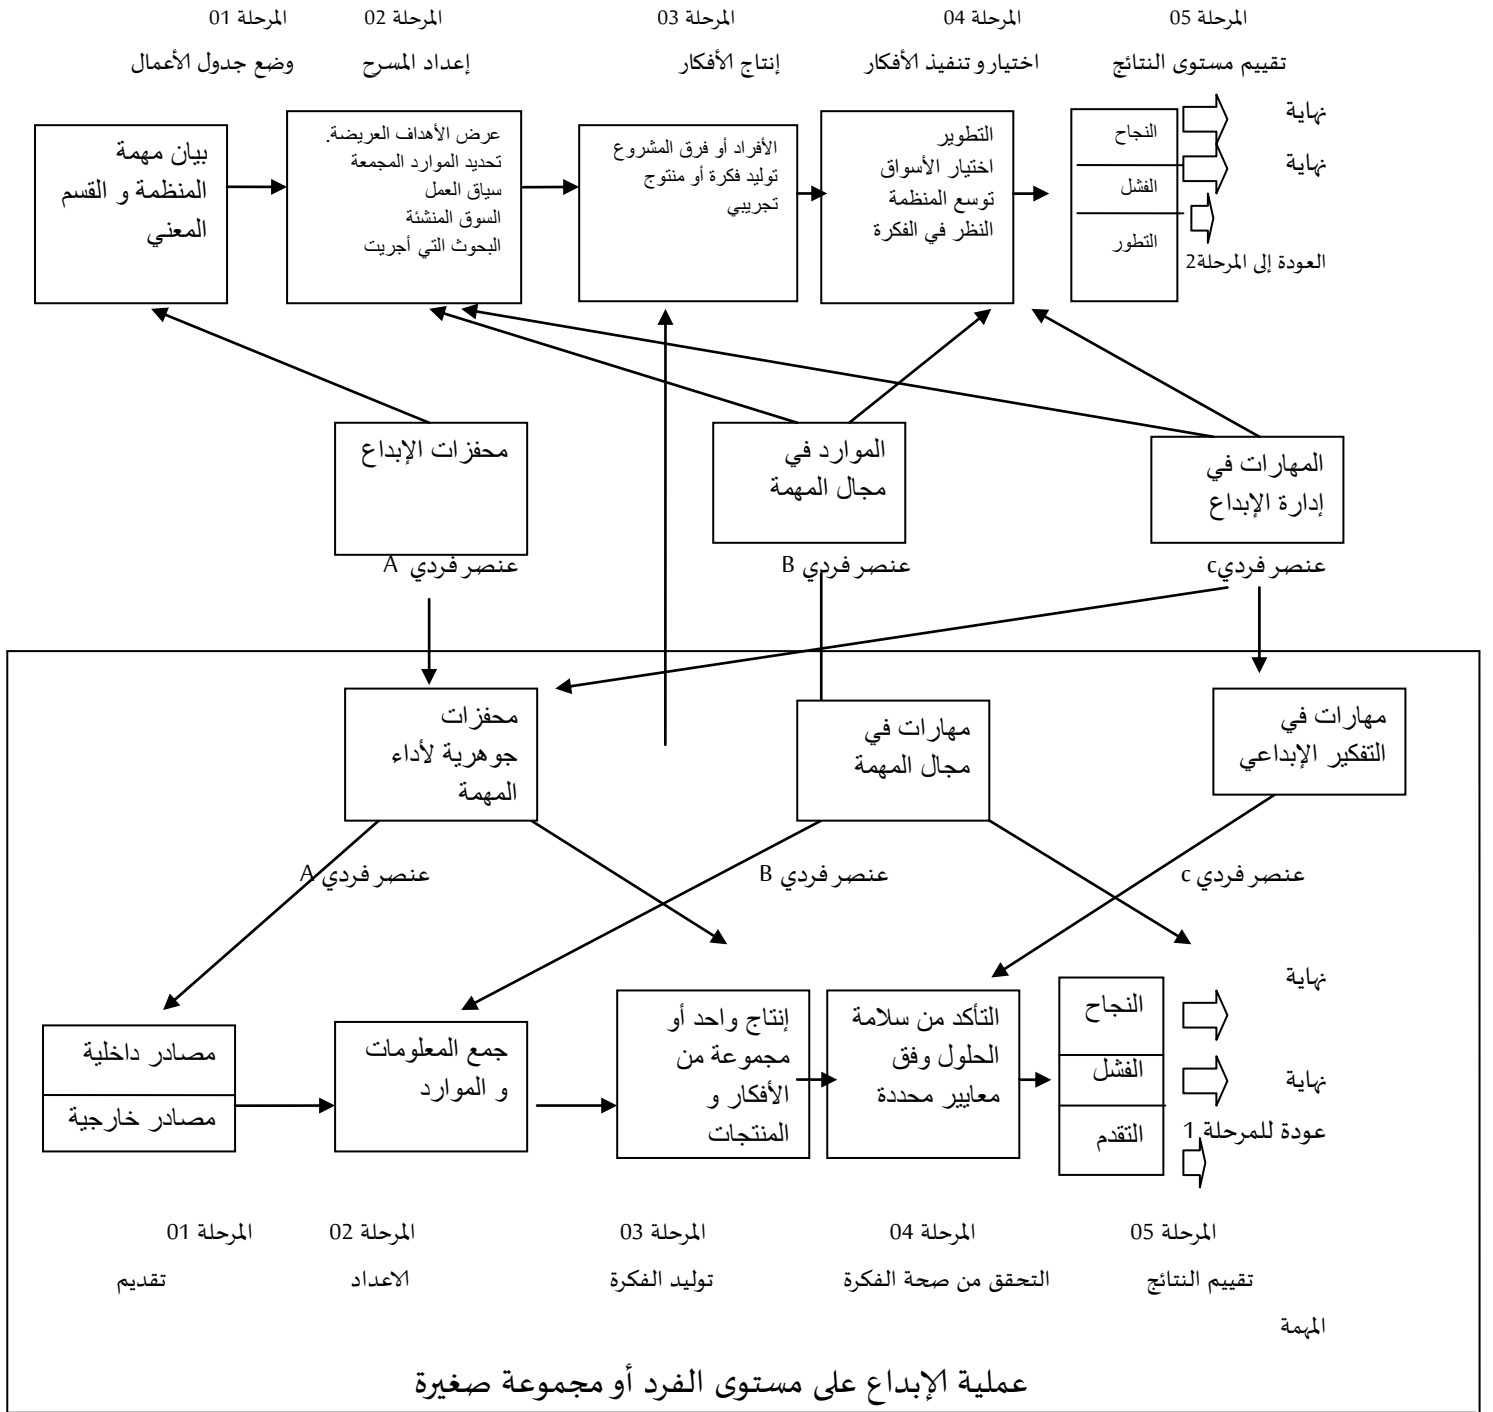 المرحلة 01
المرحلة 02
المرحلة 03
المرحلة 04
المرحلة 05
وضع جدول الأعمال
إعداد المسرح
إنتاج الأفكار
اختيار و تنفيذ الأفكار
تقييم مستوى النتائج
بيان مهمة
المنظمة و القسم
المعني
عرض الأهداف العريضة.
تحديد الموارد المجمعة
سياق العمل
السوق المنشئة
البحوث التي أجريت
الأفراد أو فرق المشروع
توليد فكرة أو منتوج
تجريبي
التطوير
اختيار الأسواق
توسع المنظمة
النظر في الفكرة
النجاح
الفشل
التطور
نهاية
نهاية
العودة إلى المرحلة2
محفزات الإبداع
الموارد في
مجال المهمة
المهارات في
إدارة الإبداع
عنصر فردي A
عنصر فردي B
عنصر فرديc
محفزات
جوهرية لأداء
المهمة
مهارات في
مجال المهمة
مهارات في
التفكير الإبداعي
عنصر فردي A
عنصر فردي B
عنصر فردي c
مصادر داخلية
مصادر خارجية
جمع المعلومات
و الموارد
إنتاج واحد أو
مجموعة من
الأفكار و
المنتجات
التأكد من سلامة
الحلول وفق
معايير محددة
النجاح
الفشل
التقدم
نهاية
نهاية
عودة للمرحلة 1
المرحلة 01
المرحلة 02
المرحلة 03
المرحلة 04
المرحلة 05
تقديم
الاعداد
توليد الفكرة
التحقق من صحة الفكرة
تقييم النتائج
المهمة
عملية الإبداع على مستوى الفرد أو مجموعة صغيرة